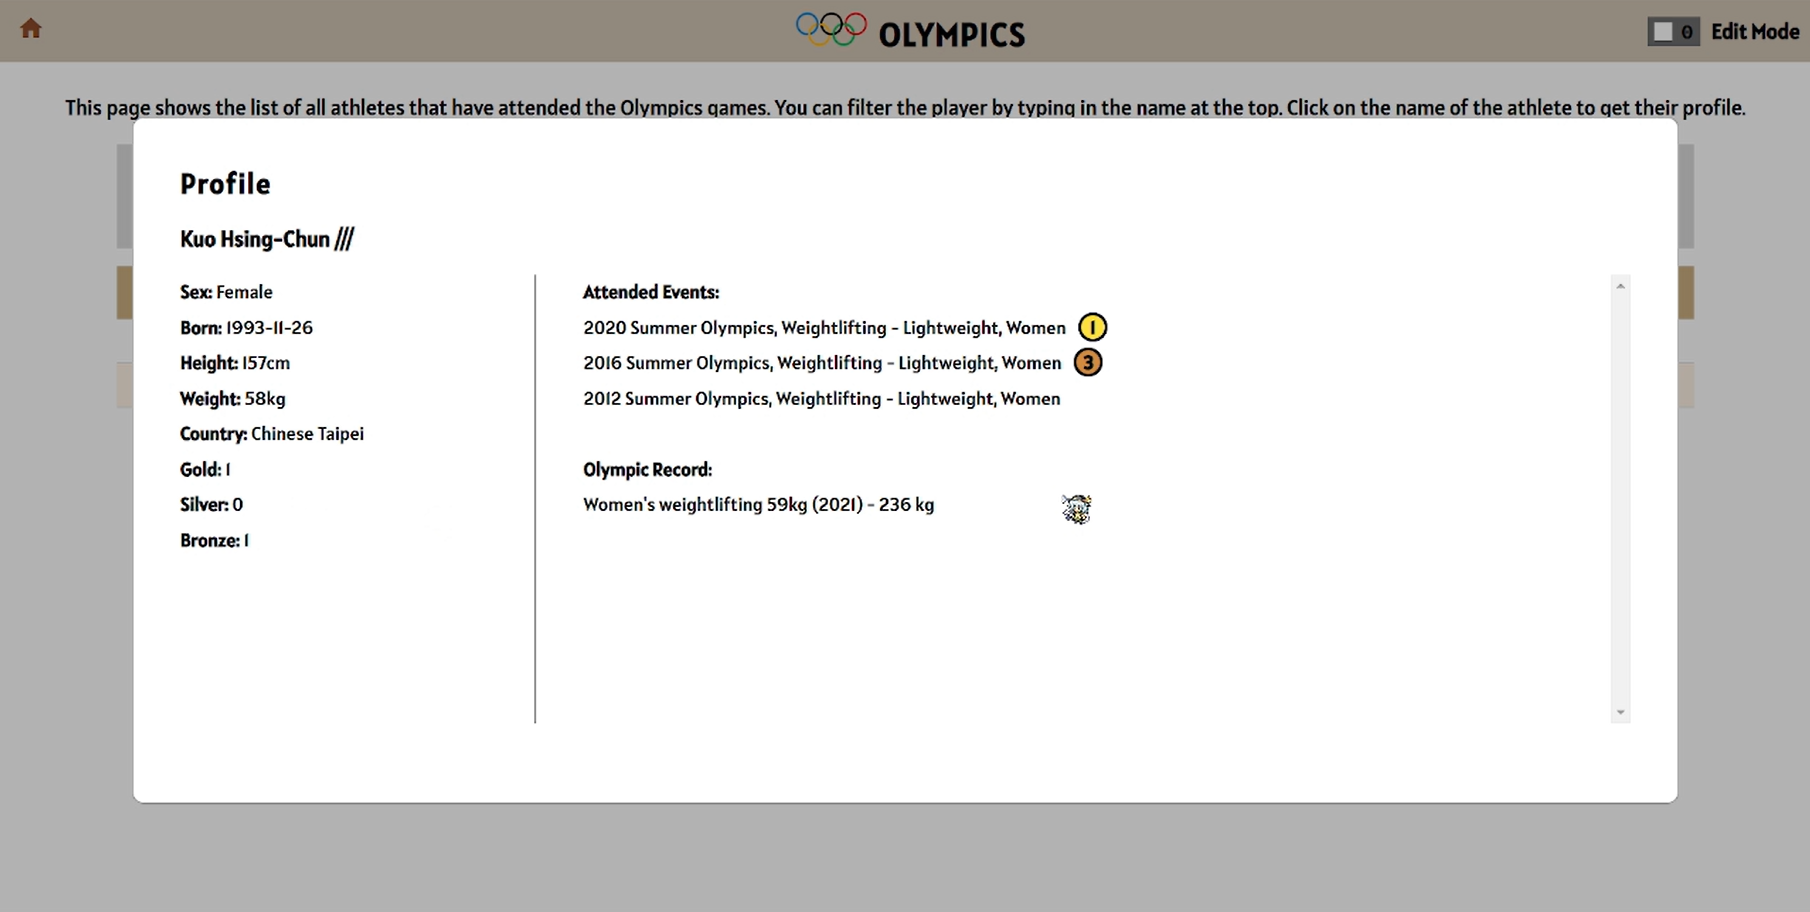 OLYMPICS
0 Edit Mode
This page shows the list of all athletes that have attended the Olympics games. You can filter the player by typing in the name at the top. Click on the name of the athlete to get their profile.
Profile
Kuo Hsing-Chun ///
Sex: Female
Born: 1993-11-26
Height: 157cm
Weight: 58kg
Country: Chinese Taipei
Gold: 1
Silver: 0
Bronze: 1
Attended Events:
2020 Summer Olympics, Weightlifting - Lightweight, Women 1
2016 Summer Olympics, Weightlifting - Lightweight, Women 3
2012 Summer Olympics, Weightlifting - Lightweight, Women
Olympic Record:
Women's weightlifting 59kg (2021) - 236 kg